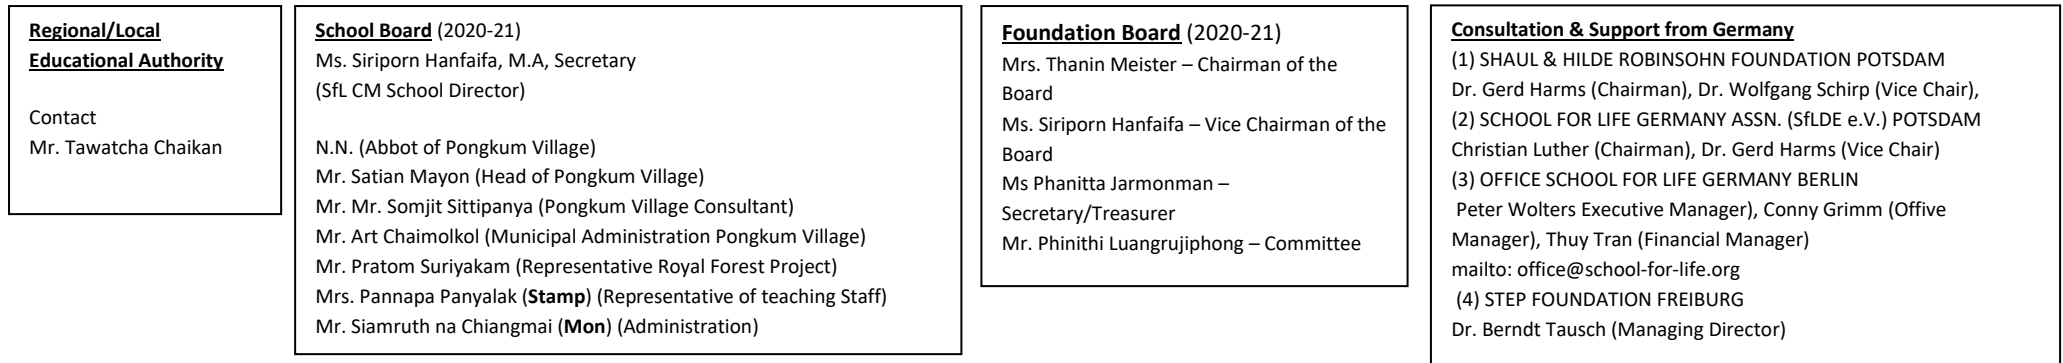 Regional/Local
Educational Authority
Contact
Mr. Tawatcha Chaikan
School Board (2020-21)
Ms. Siriporn Hanfaifa, M.A, Secretary
(SfL CM School Director)
N.N. (Abbot of Pongkum Village)
Mr. Satian Mayon (Head of Pongkum Village)
Mr. Mr. Somjit Sittipanya (Pongkum Village Consultant)
Mr. Art Chaimolkol (Municipal Administration Pongkum Village)
Mr. Pratom Suriyakam (Representative Royal Forest Project)
Mrs. Pannapa Panyalak (Stamp) (Representative of teaching Staff)
Mr. Siamruth na Chiangmai (Mon) (Administration)
Foundation Board (2020-21)
Mrs. Thanin Meister – Chairman of the
Board
Ms. Siriporn Hanfaifa – Vice Chairman of the
Board
Ms Phanitta Jarmonman –
Secretary/Treasurer
Mr. Phinithi Luangrujiphong – Committee
Consultation & Support from Germany
(1) SHAUL & HILDE ROBINSOHN FOUNDATION POTSDAM
Dr. Gerd Harms (Chairman), Dr. Wolfgang Schirp (Vice Chair),
(2) SCHOOL FOR LIFE GERMANY ASSN. (SfLDE e.V.) POTSDAM
Christian Luther (Chairman), Dr. Gerd Harms (Vice Chair)
(3) OFFICE SCHOOL FOR LIFE GERMANY BERLIN
Peter Wolters Executive Manager), Conny Grimm (Offive
Manager), Thuy Tran (Financial Manager)
mailto: office@school-for-life.org
(4) STEP FOUNDATION FREIBURG
Dr. Berndt Tausch (Managing Director)